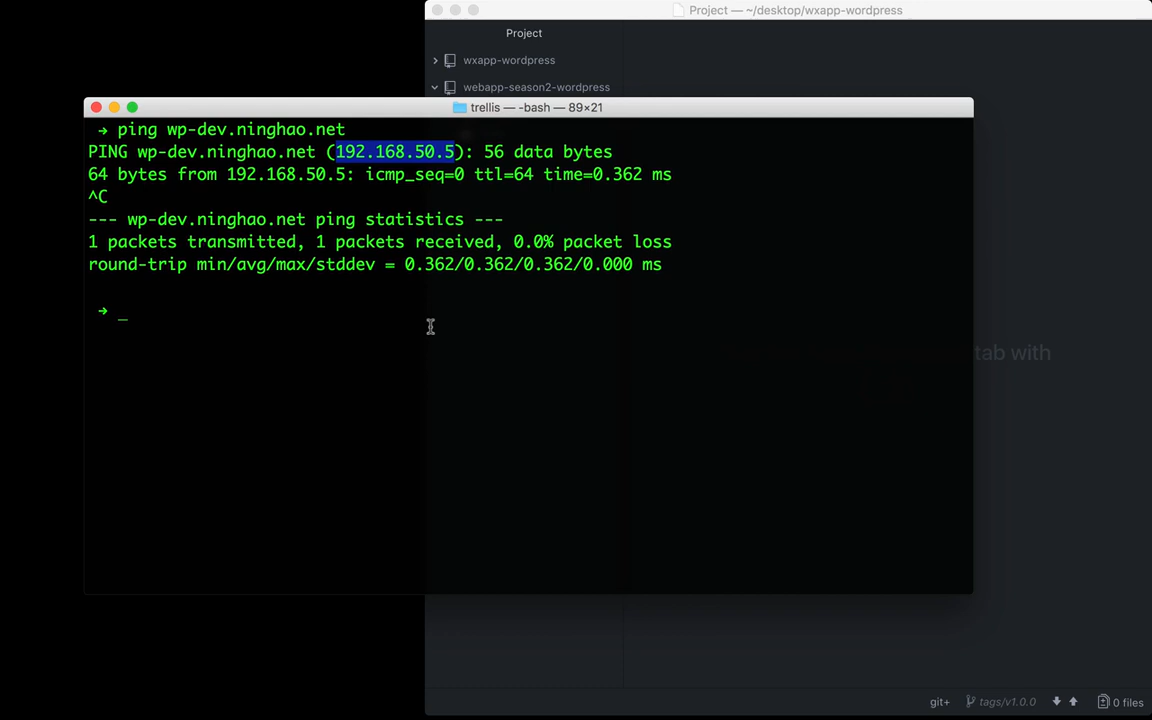 Project — ~/desktop/wxapp-wordpress
Project
wxapp-wordpress
webapp-season2-wordpress
trellis — -bash — 89×21
➜ ping wp-dev.ninghao.net
PING wp-dev.ninghao.net (192.168.50.5): 56 data bytes
64 bytes from 192.168.50.5: icmp_seq=0 ttl=64 time=0.362 ms
^C
--- wp-dev.ninghao.net ping statistics ---
1 packets transmitted, 1 packets received, 0.0% packet loss
round-trip min/avg/max/stddev = 0.362/0.362/0.362/0.000 ms
➜ _
tab with
git+ tags/v1.0.0 0 files